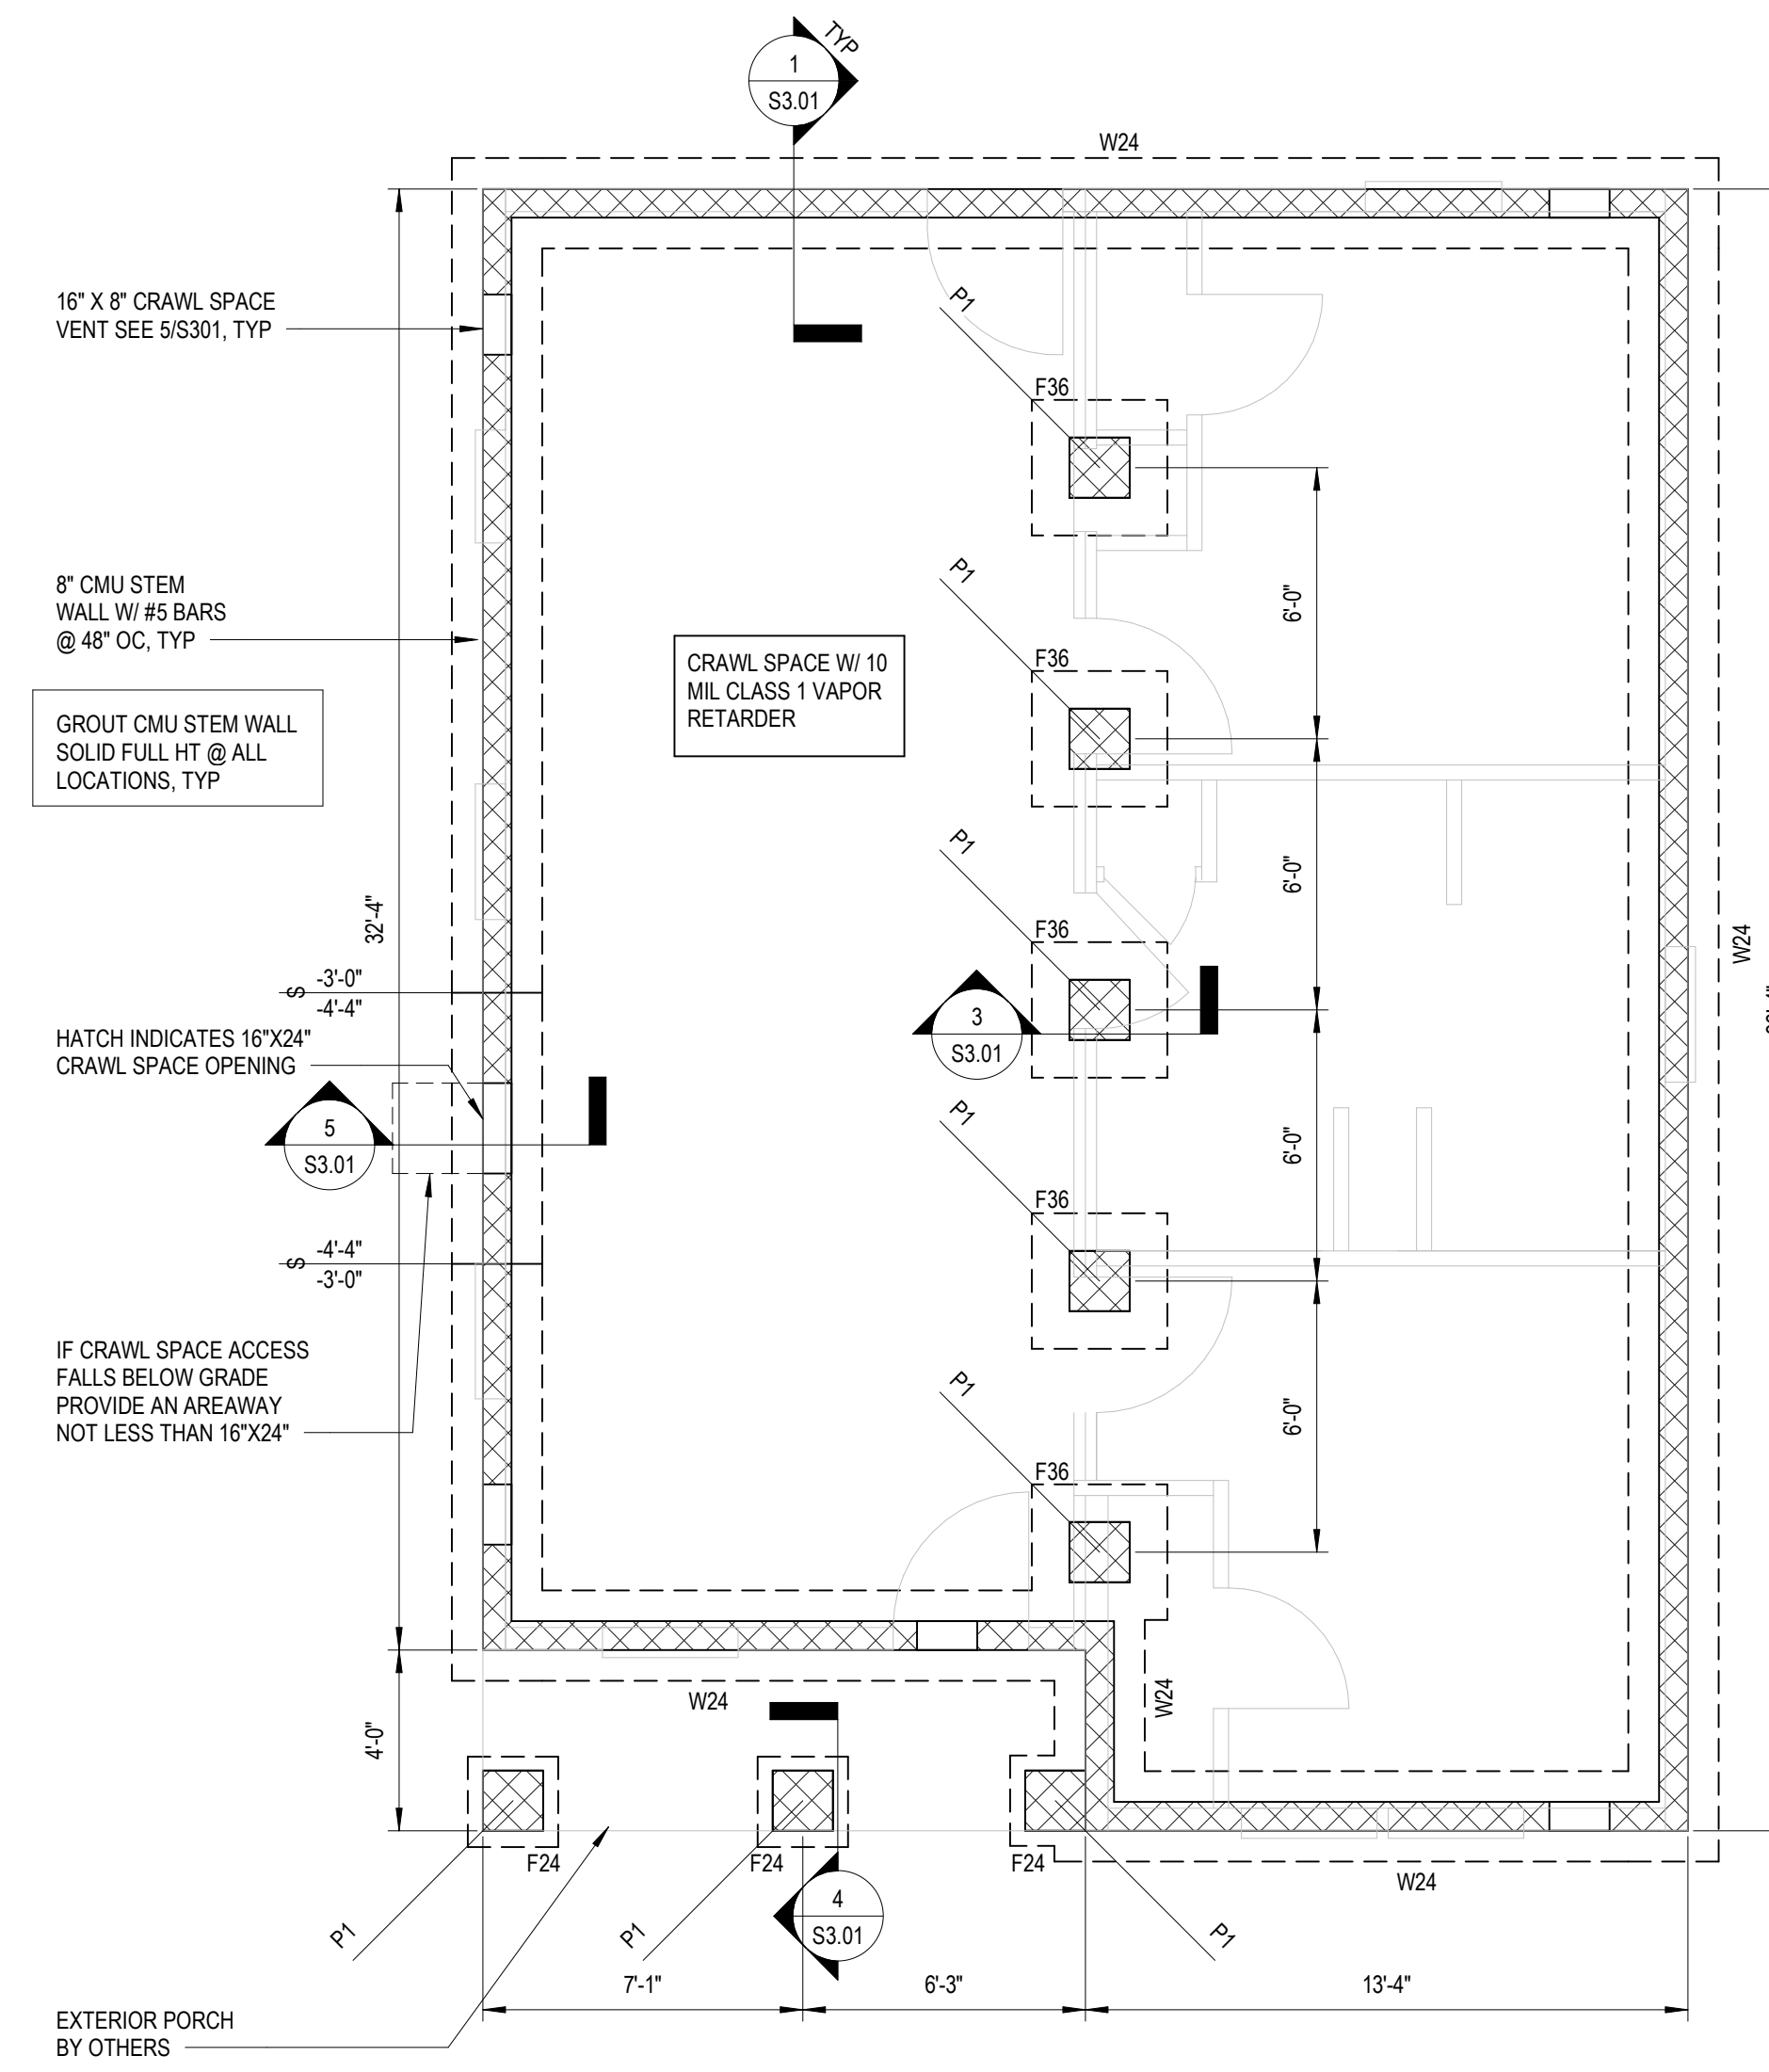 TYP
1
S3.01
W24
16" X 8" CRAWL SPACE
VENT SEE 5/S301, TYP
P1
F36
8" CMU STEM
WALL W/ #5 BARS
@ 48" OC, TYP
P1
6'-0"
CRAWL SPACE W/ 10
MIL CLASS 1 VAPOR
RETARDER
F36
GROUT CMU STEM WALL
SOLID FULL HT @ ALL
LOCATIONS, TYP
P1
6'-0"
32'-4"
F36
W24
S -3'-0"
-4'-4"
3
S3.01
HATCH INDICATES 16"X24"
CRAWL SPACE OPENING
P1
5
S3.01
6'-0"
F36
S -4'-4"
-3'-0"
IF CRAWL SPACE ACCESS
FALLS BELOW GRADE
PROVIDE AN AREAWAY
NOT LESS THAN 16"X24"
P1
6'-0"
F36
W24
W24
4'-0"
F24
F24
F24
W24
4
S3.01
P1
P1
P1
7'-1"
6'-3"
13'-4"
EXTERIOR PORCH
BY OTHERS